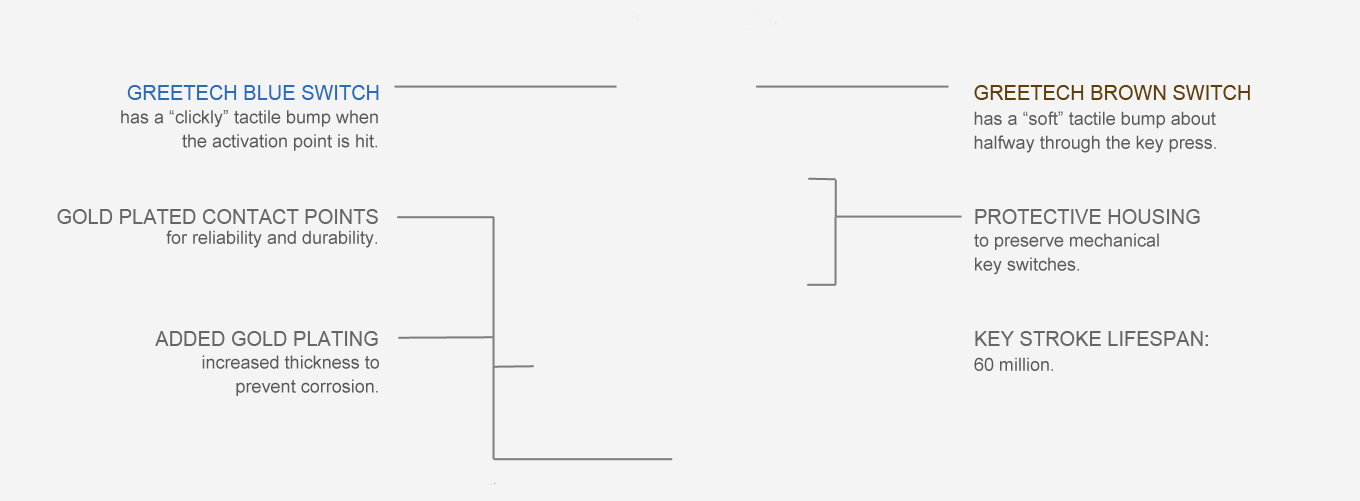 GREETECH BLUE SWITCH
has a “clickly” tactile bump when
the activation point is hit.
GOLD PLATED CONTACT POINTS
for reliability and durability.
ADDED GOLD PLATING
increased thickness to
prevent corrosion.
GREETECH BROWN SWITCH
has a “soft” tactile bump about
halfway through the key press.
PROTECTIVE HOUSING
to preserve mechanical
key switches.
KEY STROKE LIFESPAN:
60 million.